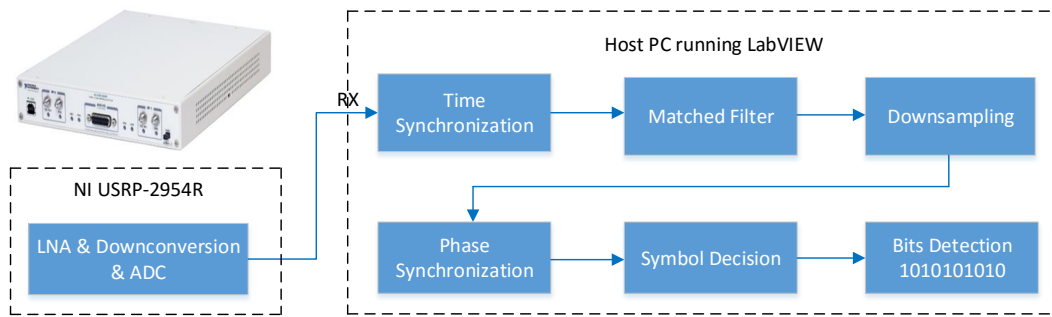 Host PC running LabVIEW
RX
Time
Synchronization
Matched Filter
Downsampling
NI USRP-2954R
LNA & Downconversion
& ADC
Phase
Synchronization
Symbol Decision
Bits Detection
1010101010